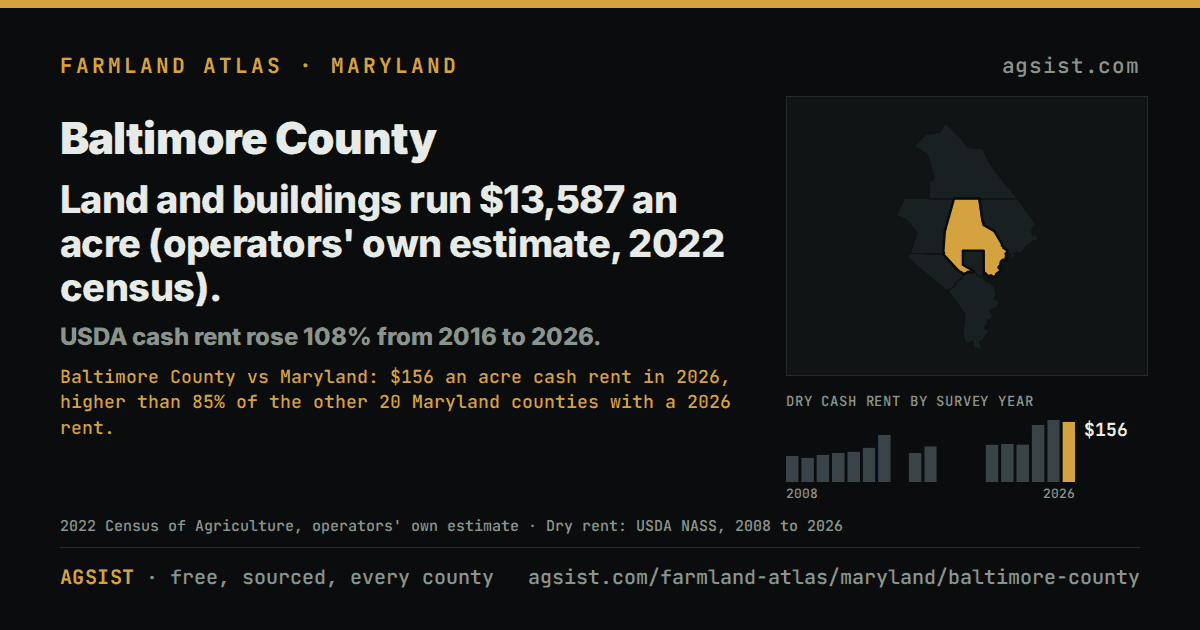 FARMLAND ATLAS · MARYLAND
agsist.com
Baltimore County
Land and buildings run $13,587 an
acre (operators' own estimate, 2022
census).
USDA cash rent rose 108% from 2016 to 2026.
Baltimore County vs Maryland: $156 an acre cash rent in 2026,
higher than 85% of the other 20 Maryland counties with a 2026
rent.
DRY CASH RENT BY SURVEY YEAR
$156
2008
2026
2022 Census of Agriculture, operators' own estimate · Dry rent: USDA NASS, 2008 to 2026
AGSIST · free, sourced, every county
agsist.com/farmland-atlas/maryland/baltimore-county